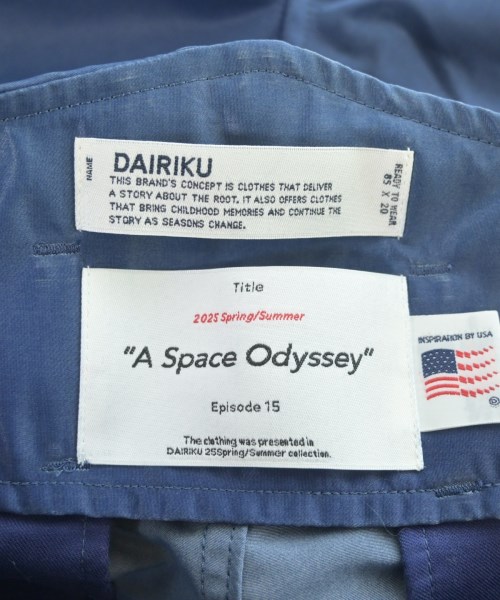 NAME
DAIRIKU
THIS BRAND'S CONCEPT IS CLOTHES THAT DELIVER
A STORY ABOUT THE ROOT. IT ALSO OFFERS CLOTHES
THAT BRING CHILDHOOD MEMORIES AND CONTINUE THE
STORY AS SEASONS CHANGE.
READY TO WEAR
85 X 20
Title
2025 Spring/Summer
"A Space Odyssey"
Episode 15
The clothing was presented in
DAIRIKU 25Spring/Summer collection.
INSPIRATION BY USA
®